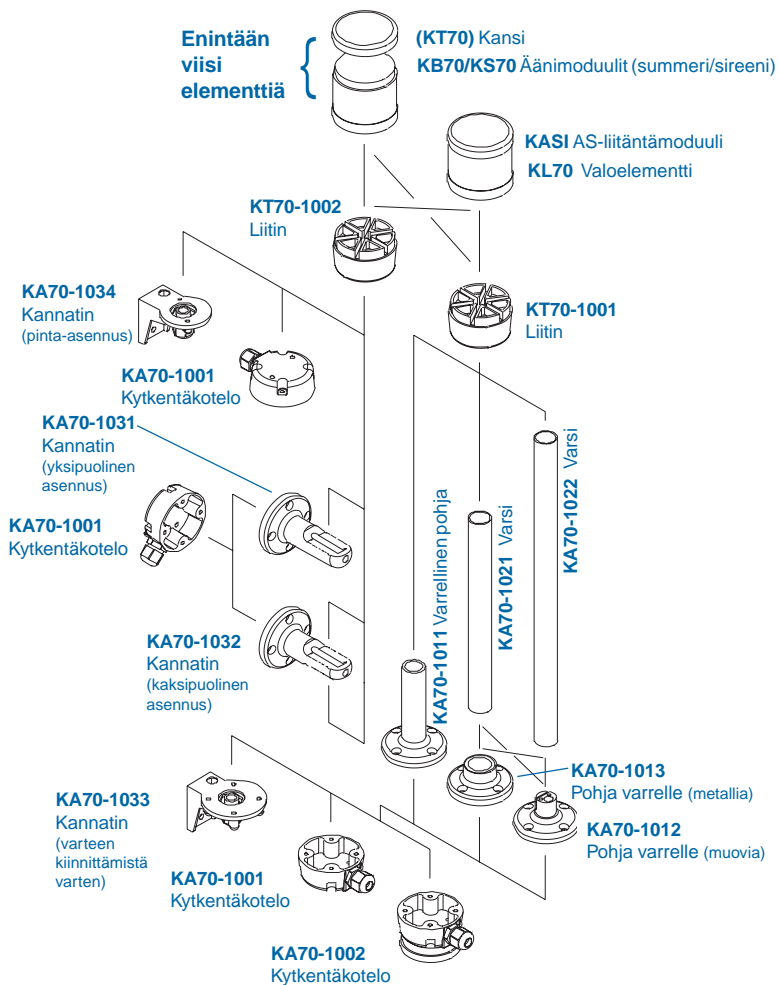 Enintään
viisi
elementtiä
(KT70) Kansi
KB70/KS70 Äänimoduulit (summeri/sireeni)
KASI AS-liitäntämoduuli
KL70 Valoelementti
KT70-1002
Liitin
KT70-1001
Liitin
KA70-1034
Kannatin
(pinta-asennus)
KA70-1001
Kytkentäkotelo
KA70-1031
Kannatin
(yksipuolinen
asennus)
KA70-1001
Kytkentäkotelo
KA70-1032
Kannatin
(kaksipuolinen
asennus)
KA70-1011 Varrellinen pohja
KA70-1021 Varsi
KA70-1022 Varsi
KA70-1013
Pohja varrelle (metallia)
KA70-1012
Pohja varrelle (muovia)
KA70-1033
Kannatin
(varteen
kiinnittämistä
varten)
KA70-1001
Kytkentäkotelo
KA70-1002
Kytkentäkotelo